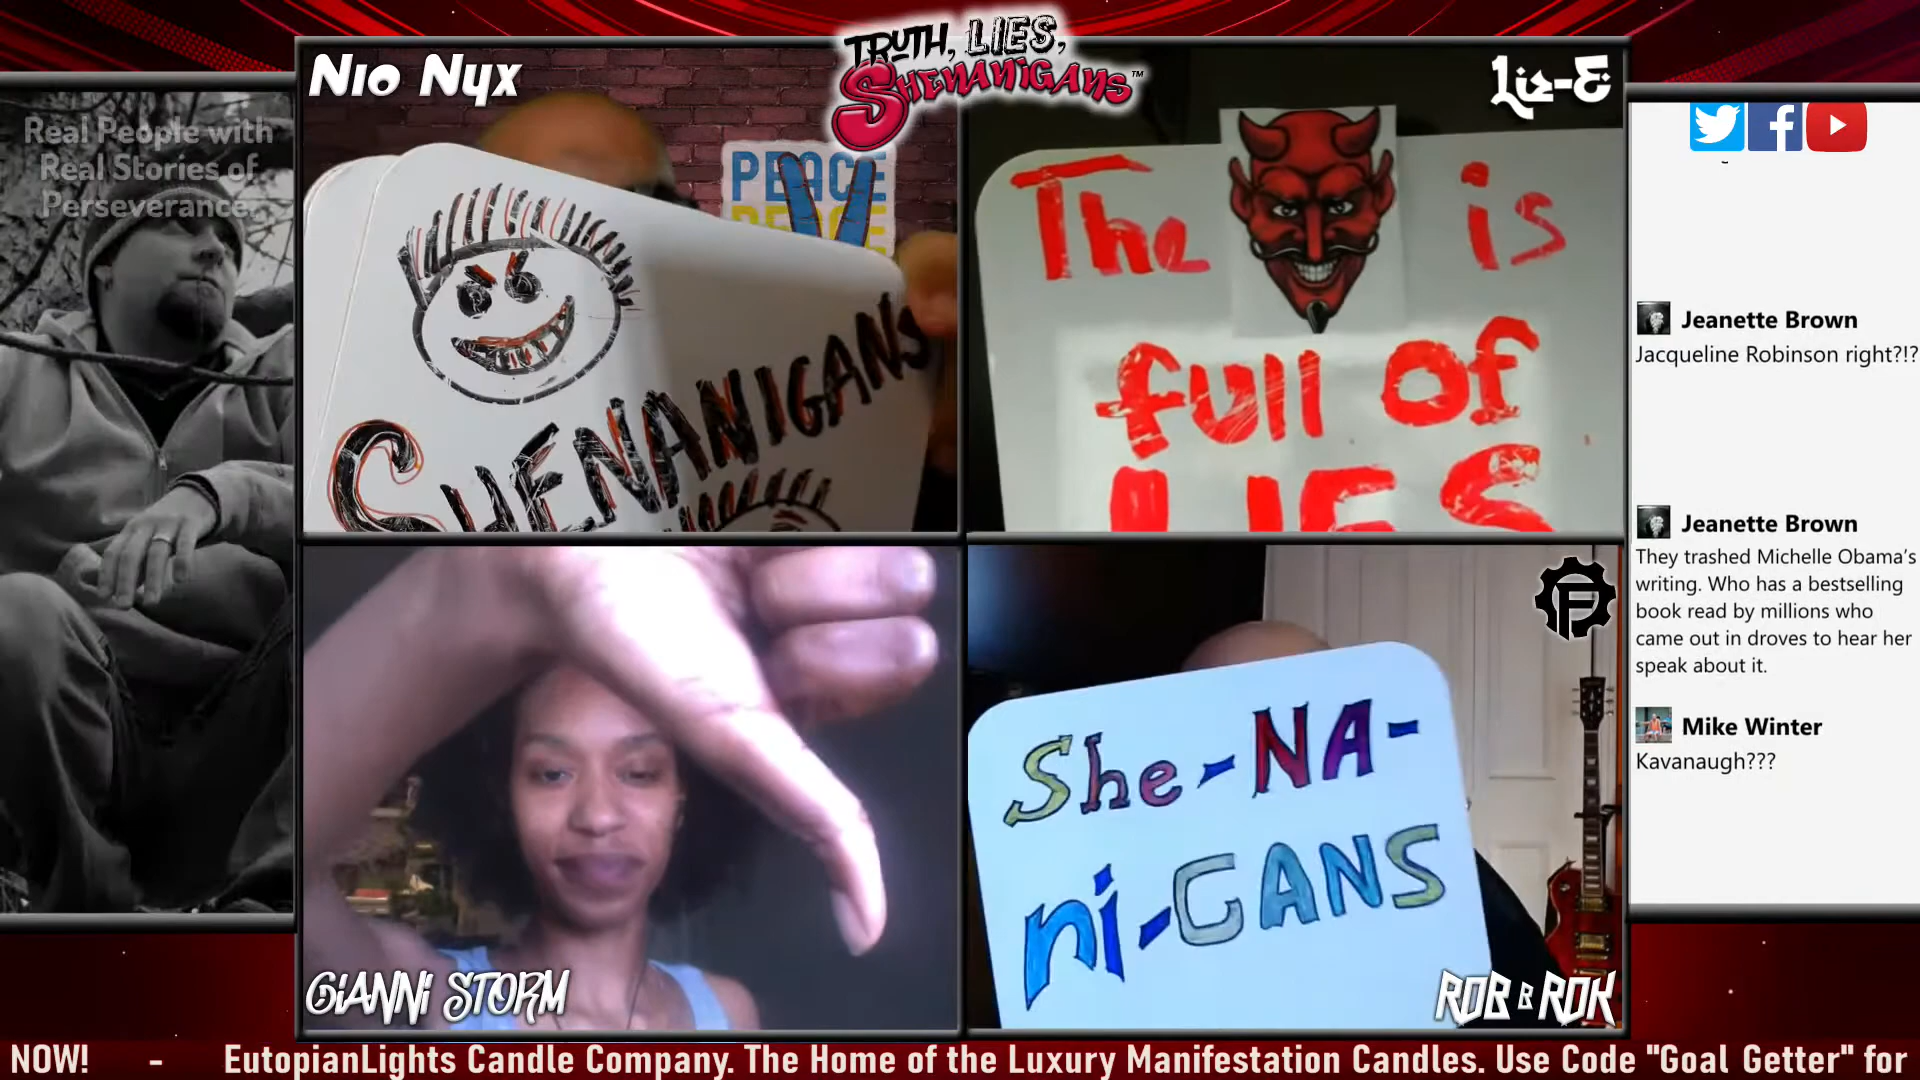 TRUTH, LIES,
SHENANIGANS™
Nio Nyx
Liz-E
Real People with
Real Stories of
Perseverance
PEACE
PEACE
SHENANIGANS
The is
full of
LIES
Jeanette Brown
Jacqueline Robinson right?!?
Jeanette Brown
They trashed Michelle Obama's
writing. Who has a bestselling
book read by millions who
came out in droves to hear her
speak about it.
Mike Winter
Kavanaugh???
She-NA-
ni-GANS
GiANNi STORM
ROB B ROK
NOW! - EutopianLights Candle Company. The Home of the Luxury Manifestation Candles. Use Code "Goal Getter" for